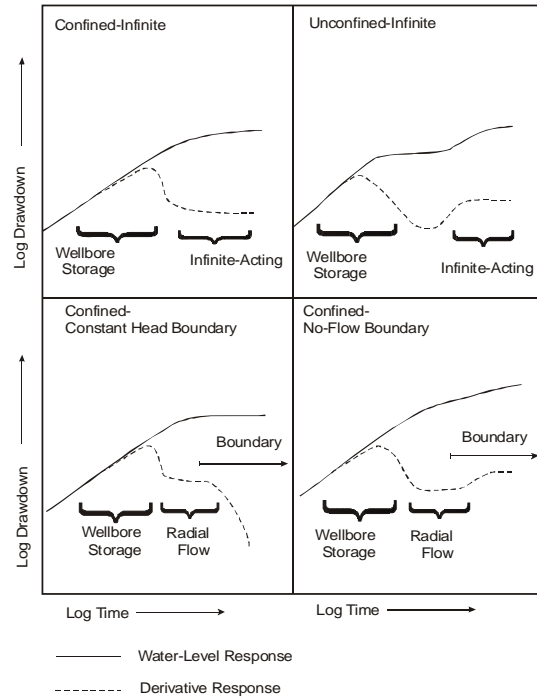 Confined-Infinite
Unconfined-Infinite
Log Drawdown
Wellbore
Storage
Infinite-Acting
Wellbore
Storage
Infinite-Acting
Confined-
Constant Head Boundary
Confined-
No-Flow Boundary
Log Drawdown
Boundary
Wellbore
Storage
Radial
Flow
Boundary
Wellbore
Storage
Radial
Flow
Log Time
Log Time
Water-Level Response
Derivative Response